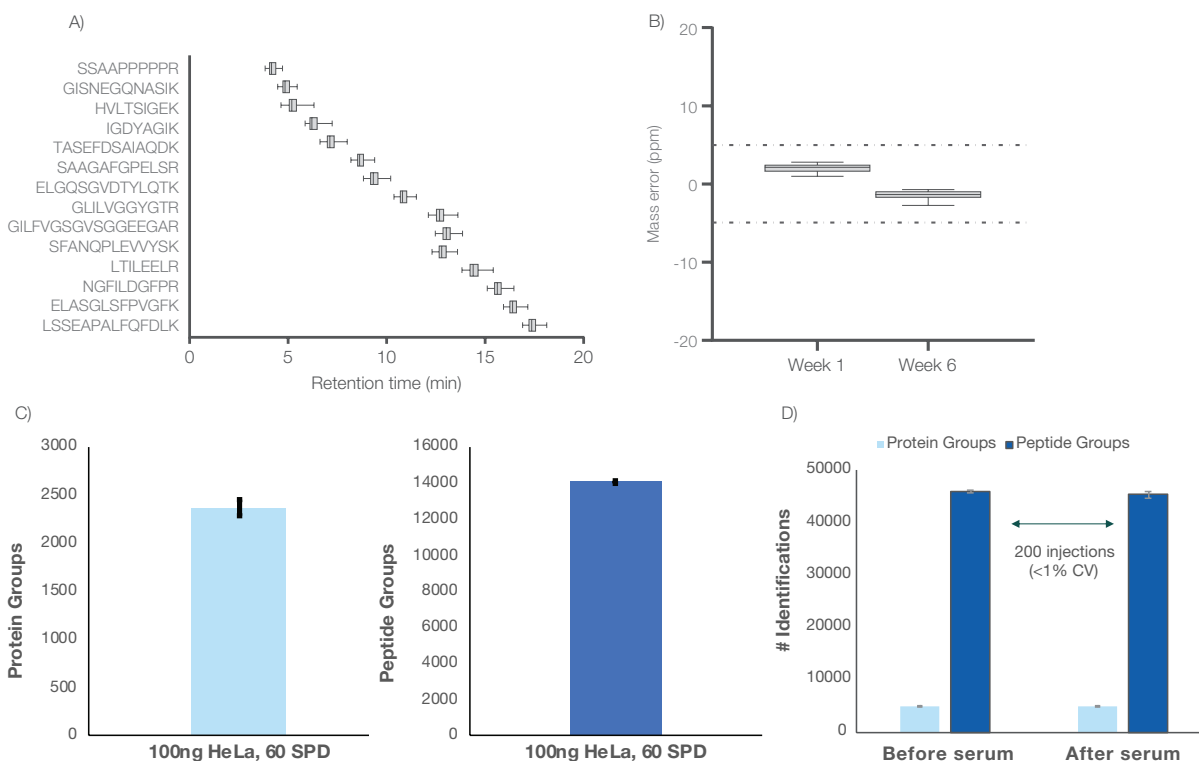 A)
SSAAPPPPPR
GISNEGQNASIK
HVLTSIGEK
IGDYAGIK
TASEFDSAIAQDK
SAAGAFGPELSR
ELGQSGVDTYLQTK
GLILVGGYGTR
GILFVGSGVSGGEEGAR
SFANQPLEVVYSK
LTILEELR
NGFILDGFPR
ELASGLSFPVGFK
LSSEAPALFQFDLK
0 5 10 15 20
Retention time (min)
B)
20
10
0
-10
-20
Mass error (ppm)
Week 1 Week 6
C)
3000
2500
2000
1500
1000
500
0
Protein Groups
100ng HeLa, 60 SPD
16000
14000
12000
10000
8000
6000
4000
2000
0
Peptide Groups
100ng HeLa, 60 SPD
D)
Protein Groups Peptide Groups
50000
40000
30000
20000
10000
0
# Identifications
200 injections
(<1% CV)
Before serum After serum